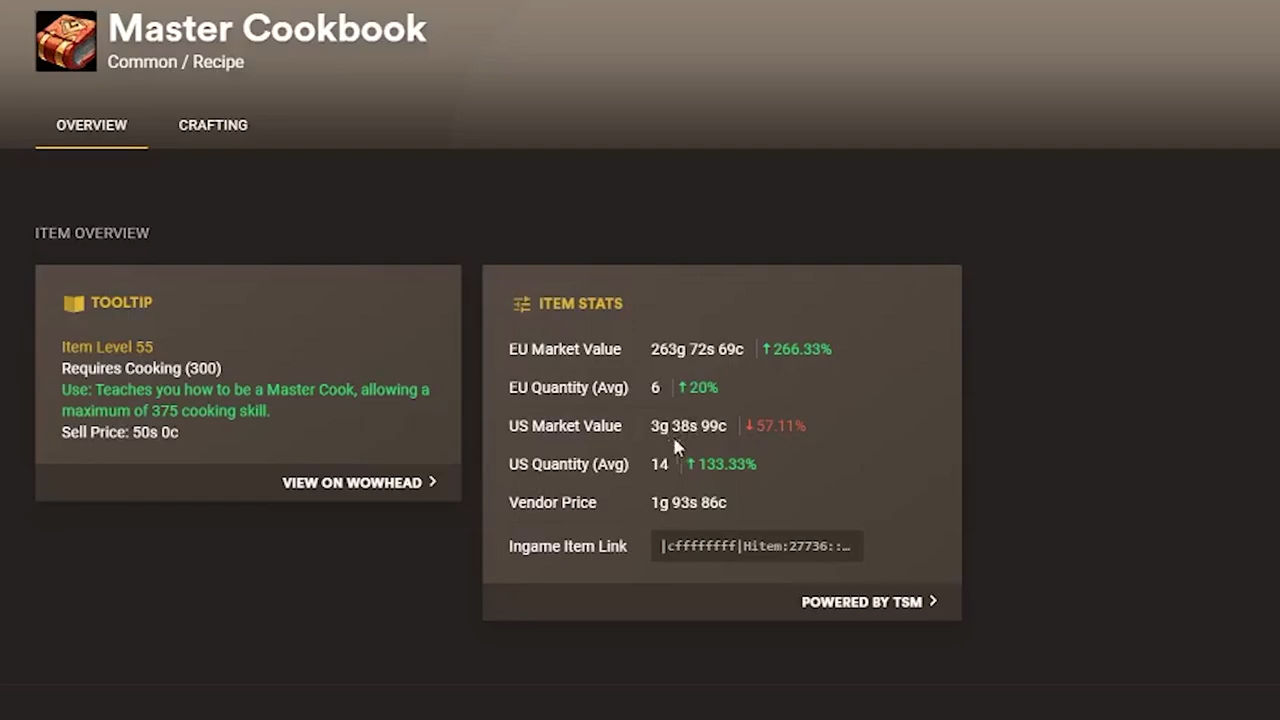 Master Cookbook
Common / Recipe
OVERVIEW CRAFTING
ITEM OVERVIEW
TOOLTIP
Item Level 55
Requires Cooking (300)
Use: Teaches you how to be a Master Cook, allowing a
maximum of 375 cooking skill.
Sell Price: 50s 0c
VIEW ON WOWHEAD >
ITEM STATS
EU Market Value 263g 72s 69c ↑266.33%
EU Quantity (Avg) 6 ↑20%
US Market Value 3g 38s 99c ↓57.11%
US Quantity (Avg) 14 ↑133.33%
Vendor Price 1g 93s 86c
Ingame Item Link |cffffffff|Hitem:27736::…
POWERED BY TSM >